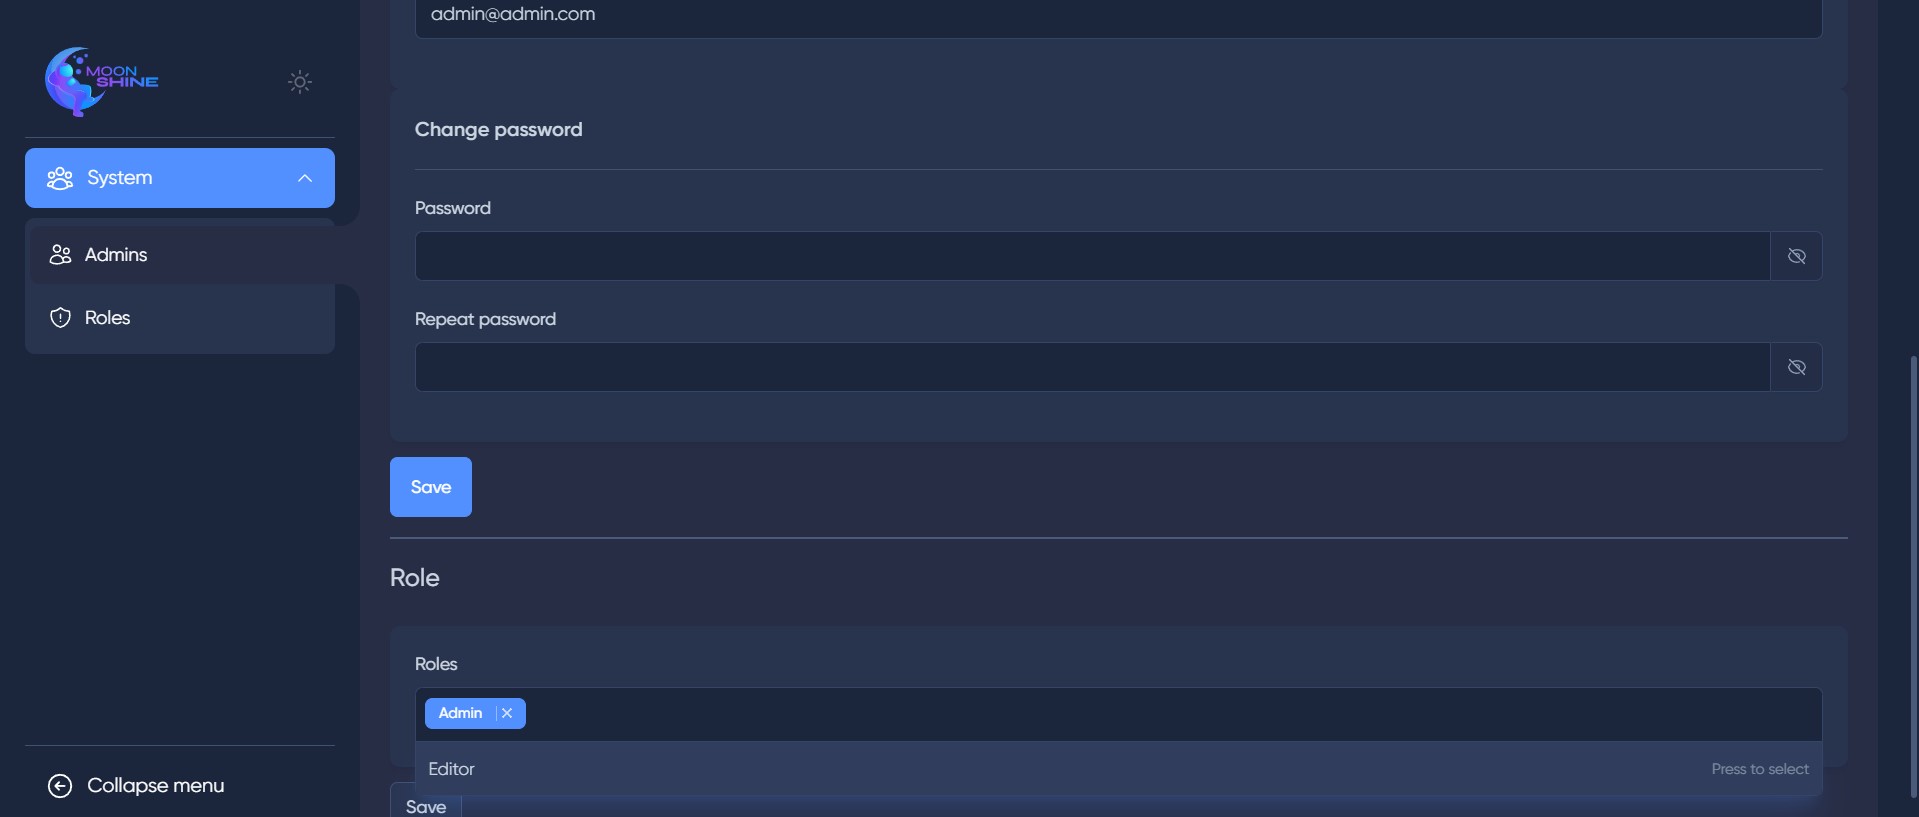 admin@admin.com
MOON
SHINE
System
Admins
Roles
Collapse menu
Change password
Password
Repeat password
Save
Role
Roles
Admin
Editor Press to select
Save